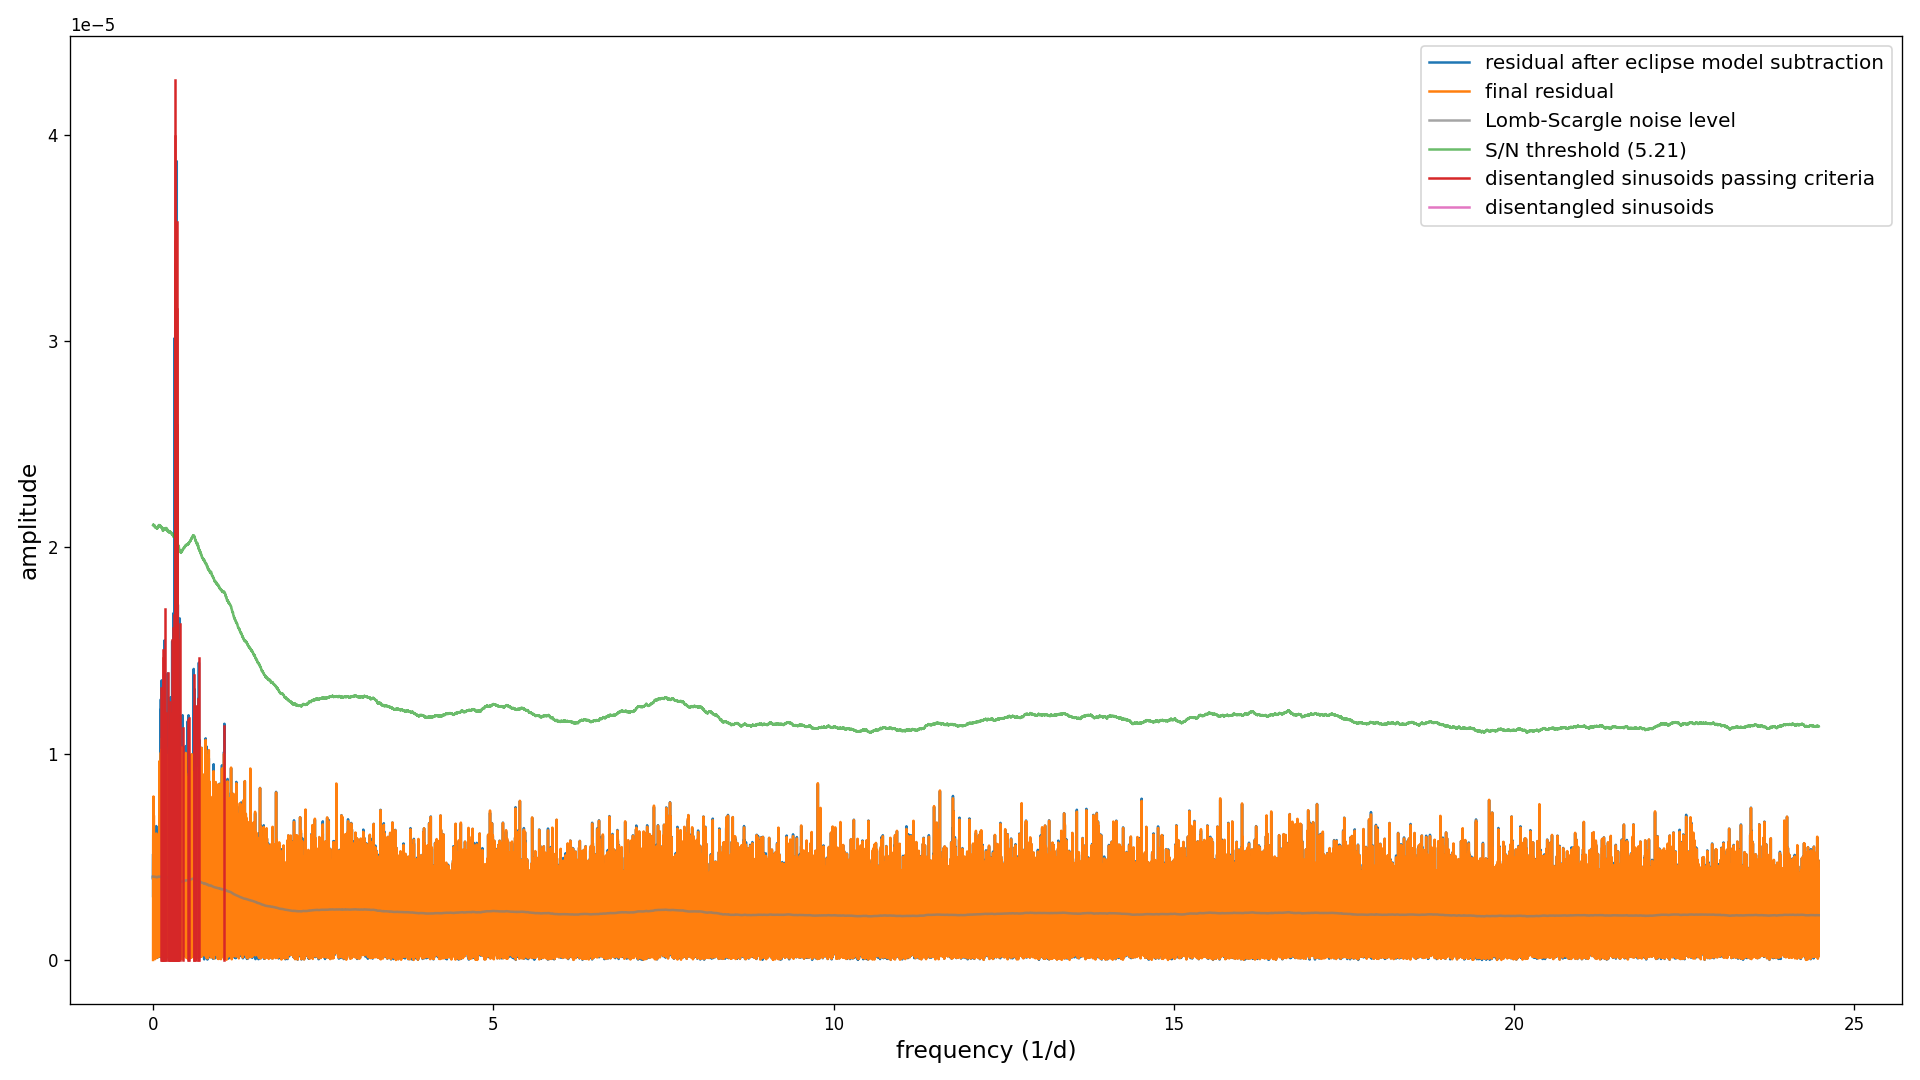 1e−5
residual after eclipse model subtraction
final residual
Lomb-Scargle noise level
S/N threshold (5.21)
disentangled sinusoids passing criteria
disentangled sinusoids
4
3
2
1
0
amplitude
0 5 10 15 20 25
frequency (1/d)